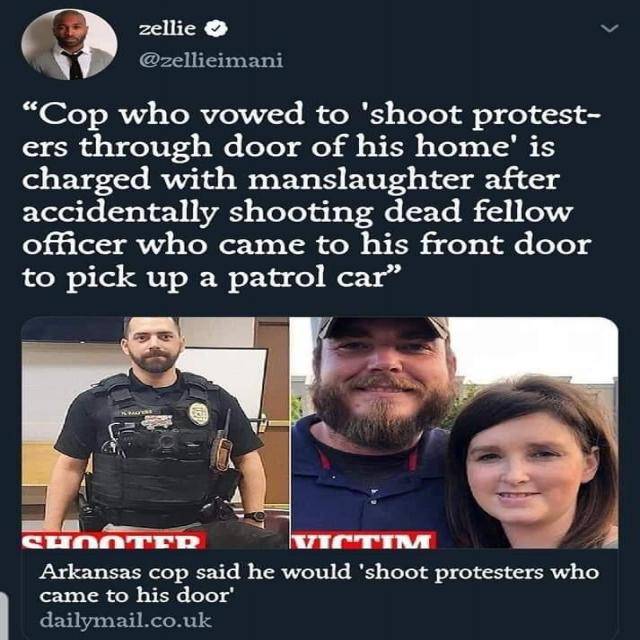 zellie
@zellieimani
“Cop who vowed to 'shoot protest-
ers through door of his home' is
charged with manslaughter after
accidentally shooting dead fellow
officer who came to his front door
to pick up a patrol car”
SHOOTER
VICTIM
Arkansas cop said he would 'shoot protesters who
came to his door'
dailymail.co.uk